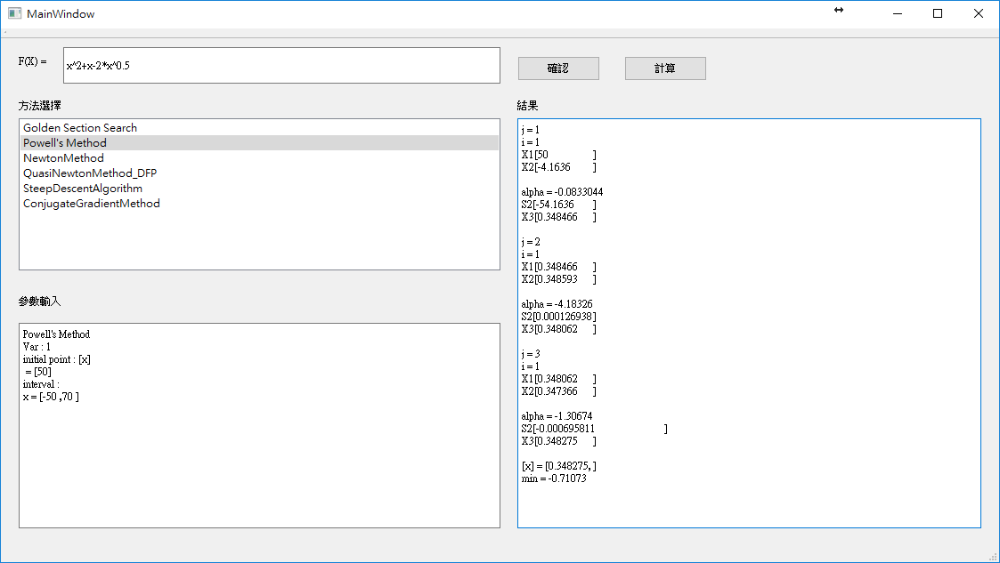 MainWindow
F(X) =
x^2+x-2*x^0.5
確認
計算
方法選擇
Golden Section Search
Powell's Method
NewtonMethod
QuasiNewtonMethod_DFP
SteepDescentAlgorithm
ConjugateGradientMethod
參數輸入
Powell's Method
Var : 1
initial point : [x]
= [50]
interval :
x = [-50 ,70 ]
結果
j = 1
i = 1
X1[50 ]
X2[-4.1636 ]
alpha = -0.0833044
S2[-54.1636 ]
X3[0.348466 ]
j = 2
i = 1
X1[0.348466 ]
X2[0.348593 ]
alpha = -4.18326
S2[0.000126938]
X3[0.348062 ]
j = 3
i = 1
X1[0.348062 ]
X2[0.347366 ]
alpha = -1.30674
S2[-0.000695811 ]
X3[0.348275 ]
[x] = [0.348275, ]
min = -0.71073